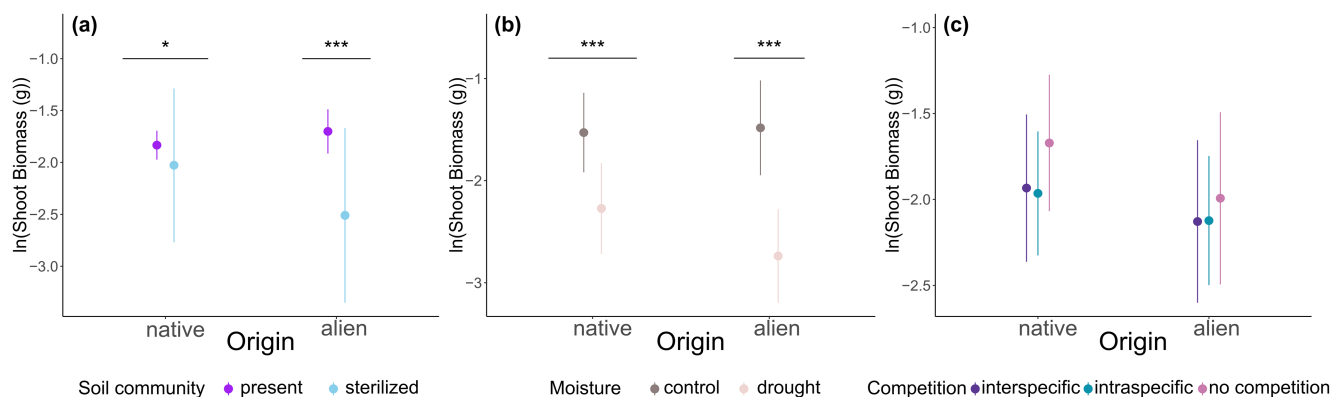 (a)
* ***
ln(Shoot Biomass (g))
−1.0
−1.5
−2.0
−2.5
−3.0
native alien
Origin
Soil community present sterilized
(b)
*** ***
ln(Shoot Biomass (g))
−1
−2
−3
native alien
Origin
Moisture control drought
(c)
ln(Shoot Biomass (g))
−1.0
−1.5
−2.0
−2.5
native alien
Origin
Competition interspecific intraspecific no competition